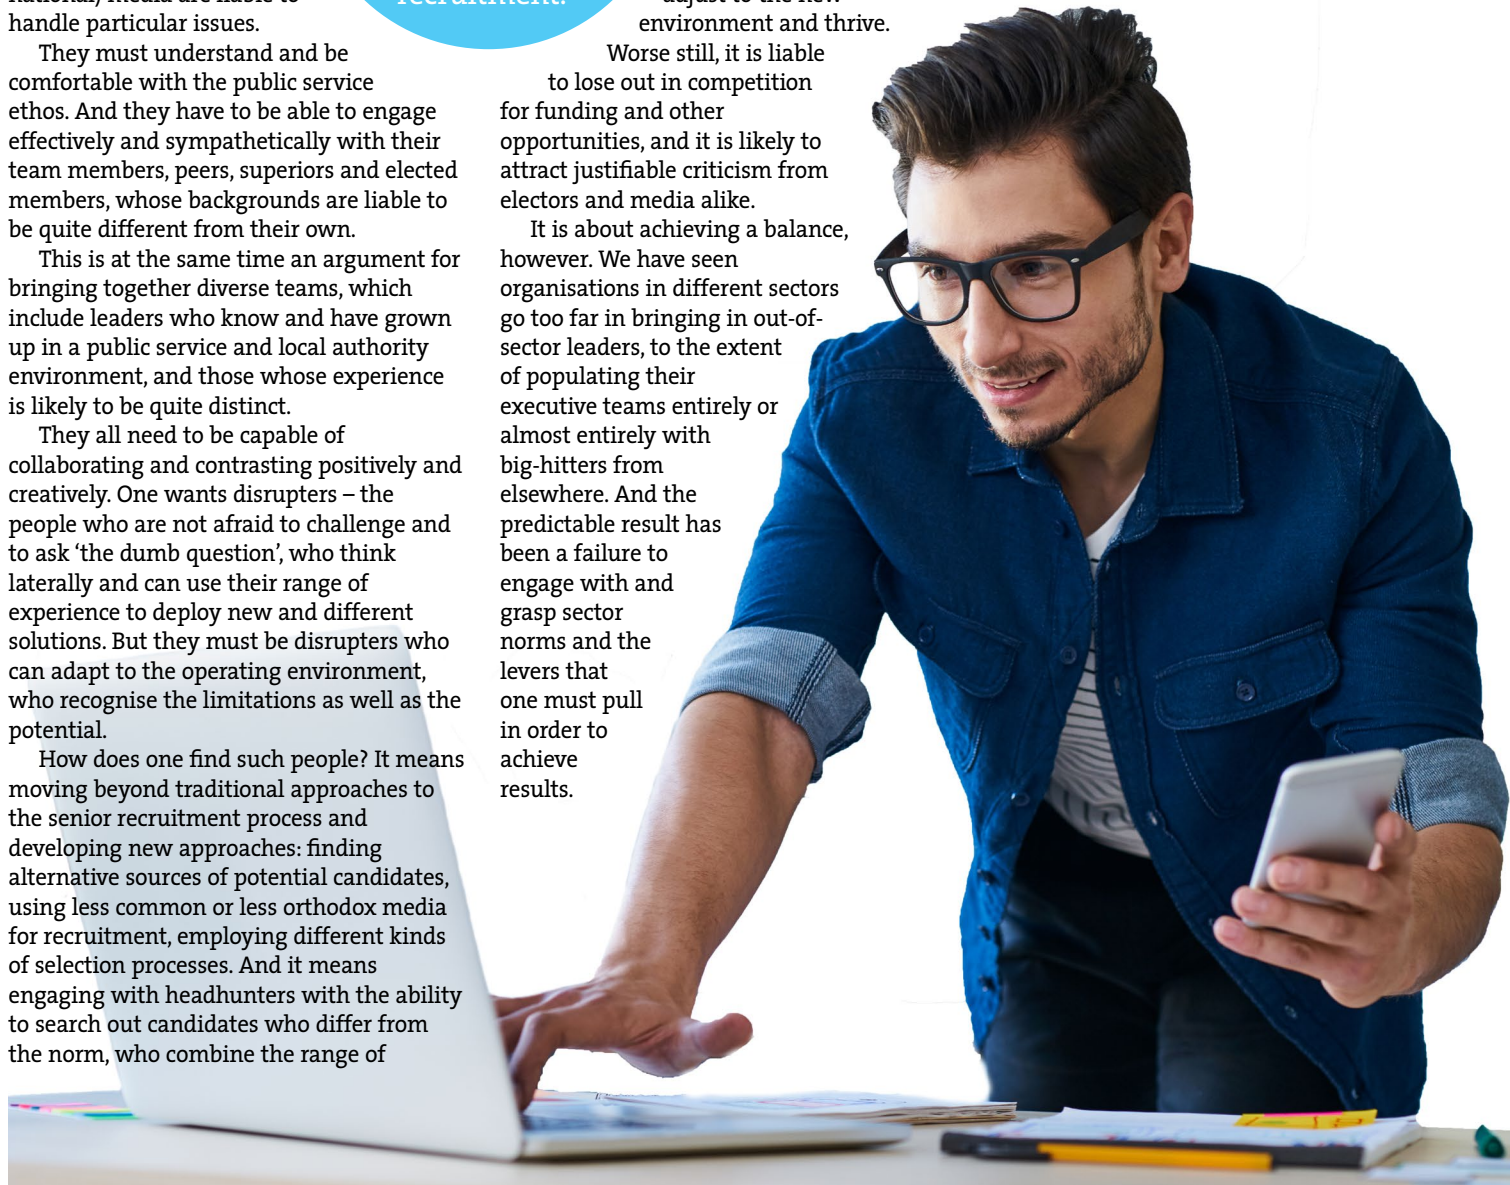 handle particular issues.
They must understand and be
comfortable with the public service
ethos. And they have to be able to engage
effectively and sympathetically with their
team members, peers, superiors and elected
members, whose backgrounds are liable to
be quite different from their own.
This is at the same time an argument for
bringing together diverse teams, which
include leaders who know and have grown
up in a public service and local authority
environment, and those whose experience
is likely to be quite distinct.
They all need to be capable of
collaborating and contrasting positively and
creatively. One wants disrupters – the
people who are not afraid to challenge and
to ask ‘the dumb question’, who think
laterally and can use their range of
experience to deploy new and different
solutions. But they must be disrupters who
can adapt to the operating environment,
who recognise the limitations as well as the
potential.
How does one find such people? It means
moving beyond traditional approaches to
the senior recruitment process and
developing new approaches: finding
alternative sources of potential candidates,
using less common or less orthodox media
for recruitment, employing different kinds
of selection processes. And it means
engaging with headhunters with the ability
to search out candidates who differ from
the norm, who combine the range of
recruitment.
environment and thrive.
Worse still, it is liable
to lose out in competition
for funding and other
opportunities, and it is likely to
attract justifiable criticism from
electors and media alike.
It is about achieving a balance,
however. We have seen
organisations in different sectors
go too far in bringing in out-of-
sector leaders, to the extent
of populating their
executive teams entirely or
almost entirely with
big-hitters from
elsewhere. And the
predictable result has
been a failure to
engage with and
grasp sector
norms and the
levers that
one must pull
in order to
achieve
results.